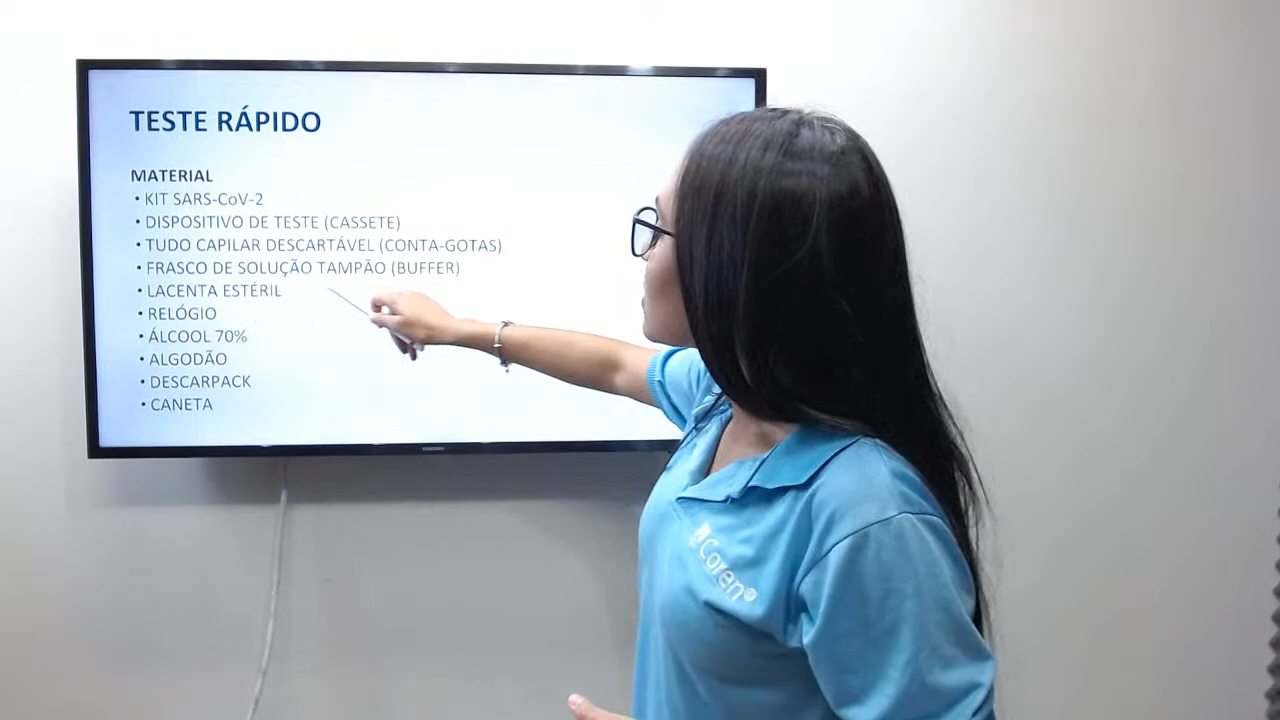 TESTE RÁPIDO
MATERIAL
• KIT SARS-CoV-2
• DISPOSITIVO DE TESTE (CASSETE)
• TUDO CAPILAR DESCARTÁVEL (CONTA-GOTAS)
• FRASCO DE SOLUÇÃO TAMPÃO (BUFFER)
• LACENTA ESTÉRIL
• RELÓGIO
• ÁLCOOL 70%
• ALGODÃO
• DESCARPACK
• CANETA
SAMSUNG
Coren